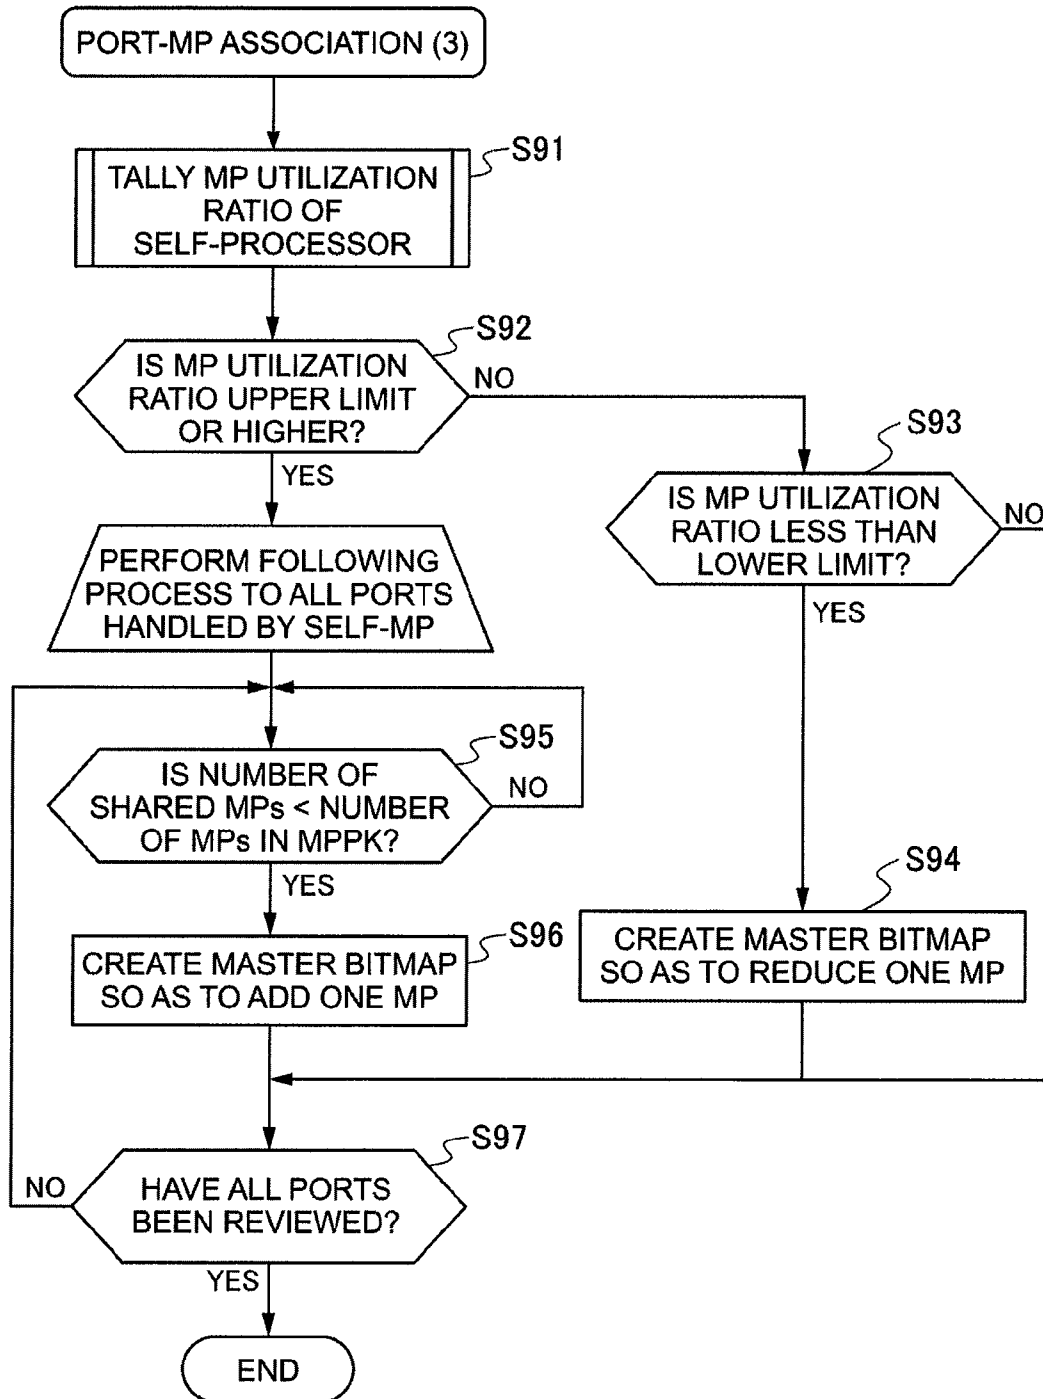 PORT-MP ASSOCIATION (3)
S91
TALLY MP UTILIZATION
RATIO OF
SELF-PROCESSOR
S92
IS MP UTILIZATION
RATIO UPPER LIMIT
OR HIGHER?
NO
YES
S93
IS MP UTILIZATION
RATIO LESS THAN
LOWER LIMIT?
NO
YES
PERFORM FOLLOWING
PROCESS TO ALL PORTS
HANDLED BY SELF-MP
S95
IS NUMBER OF
SHARED MPs < NUMBER
OF MPs IN MPPK?
NO
YES
S94
CREATE MASTER BITMAP
SO AS TO REDUCE ONE MP
S96
CREATE MASTER BITMAP
SO AS TO ADD ONE MP
S97
HAVE ALL PORTS
BEEN REVIEWED?
NO
YES
END